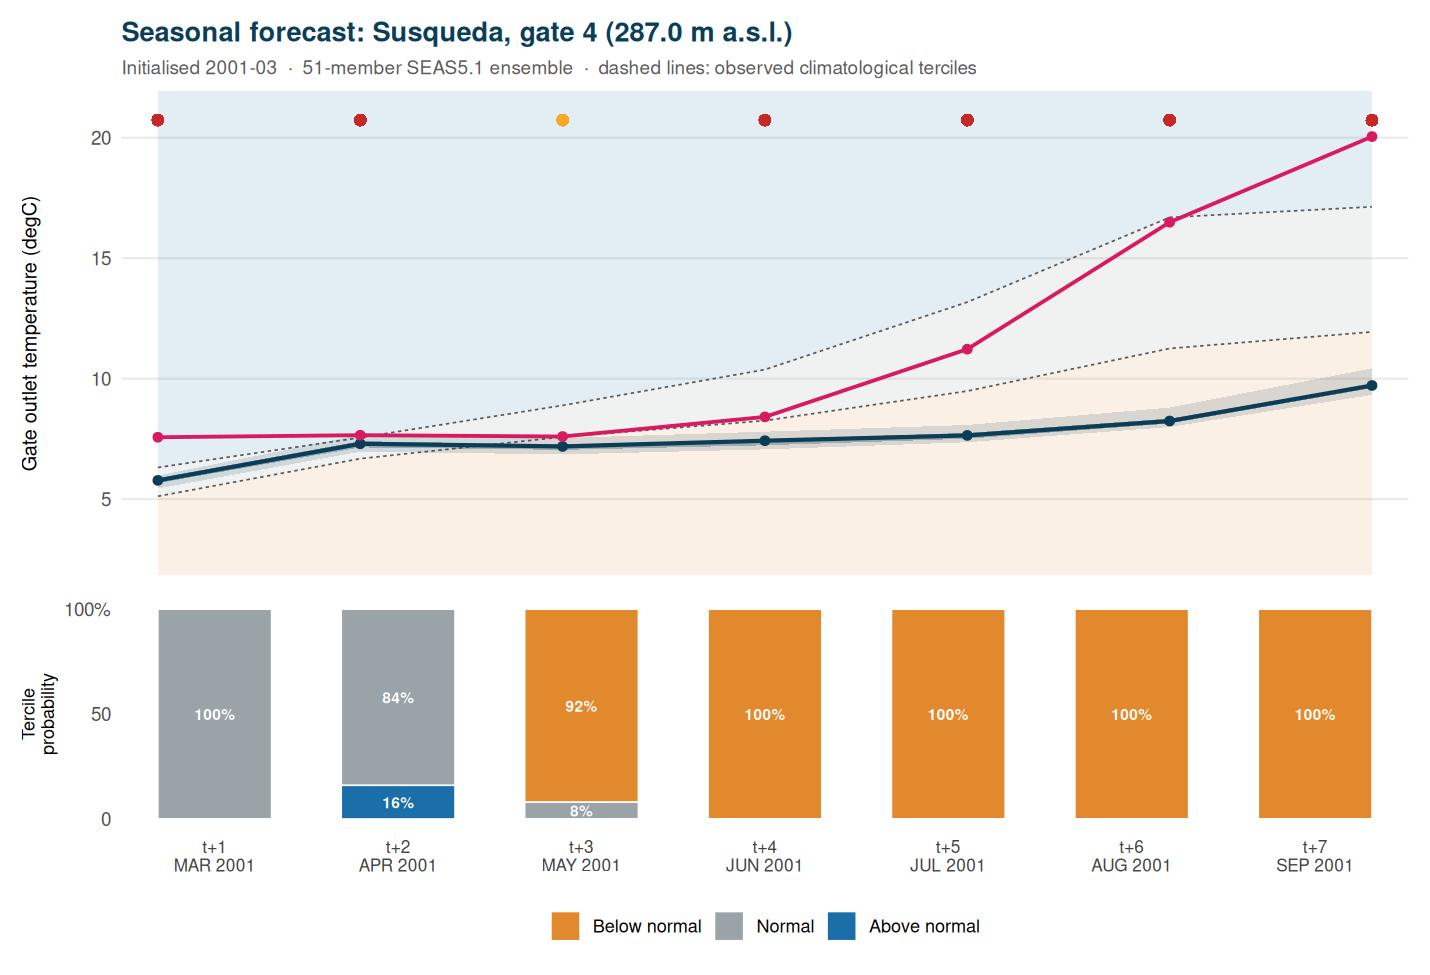 Seasonal forecast: Susqueda, gate 4 (287.0 m a.s.l.)
Initialised 2001-03 · 51-member SEAS5.1 ensemble · dashed lines: observed climatological terciles
Gate outlet temperature (degC)
20
15
10
5
Tercile
probability
100%
50
0
100%
84%
16%
92%
8%
100%
100%
100%
100%
t+1 t+2 t+3 t+4 t+5 t+6 t+7
MAR 2001 APR 2001 MAY 2001 JUN 2001 JUL 2001 AUG 2001 SEP 2001
Below normal Normal Above normal